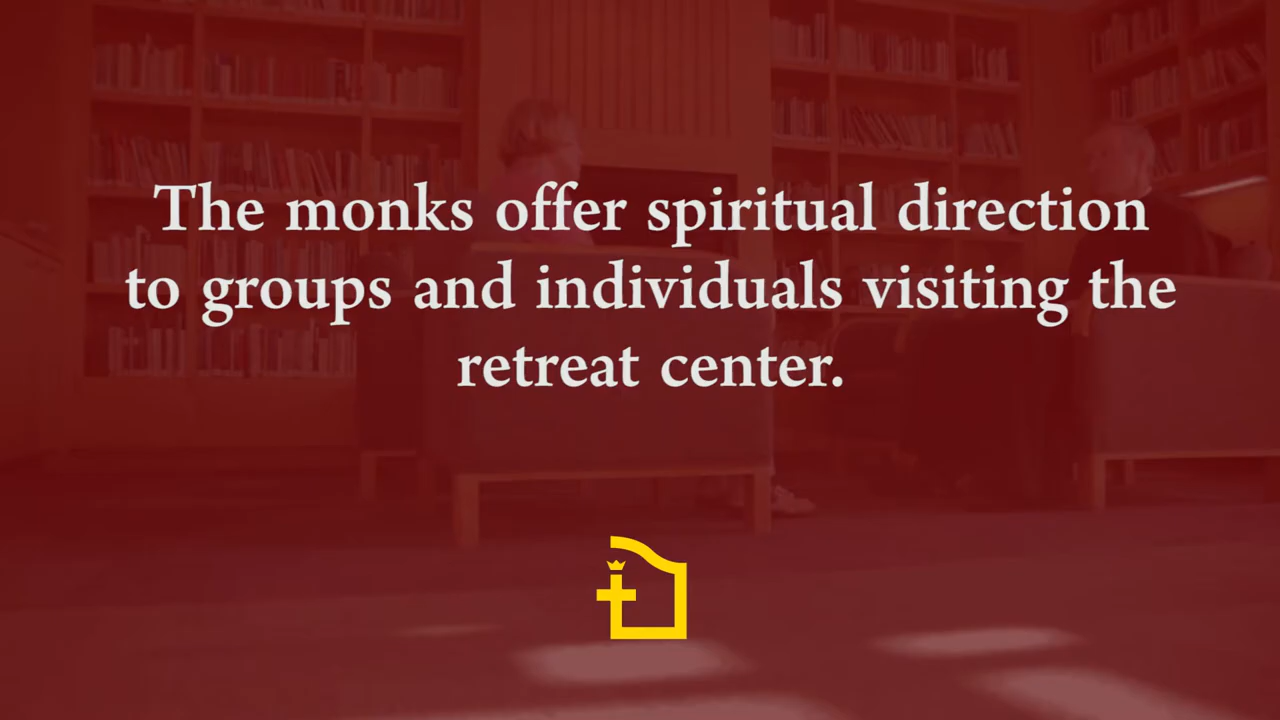 The monks offer spiritual direction
to groups and individuals visiting the
retreat center.